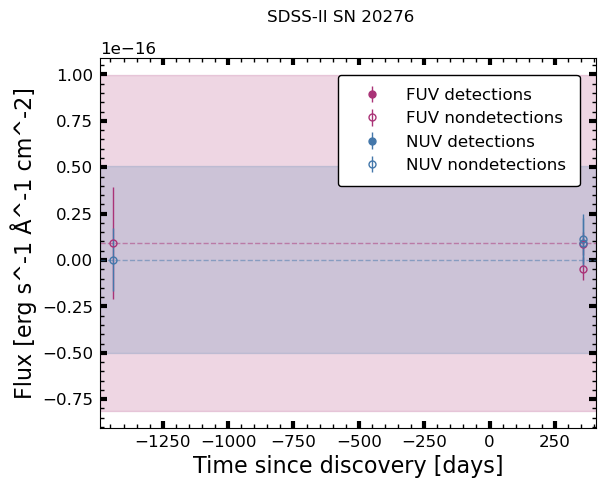 SDSS-II SN 20276
1e−16
FUV detections
FUV nondetections
NUV detections
NUV nondetections
1.00
0.75
0.50
0.25
0.00
−0.25
−0.50
−0.75
Flux [erg s^-1 Å^-1 cm^-2]
−1250 −1000 −750 −500 −250 0 250
Time since discovery [days]